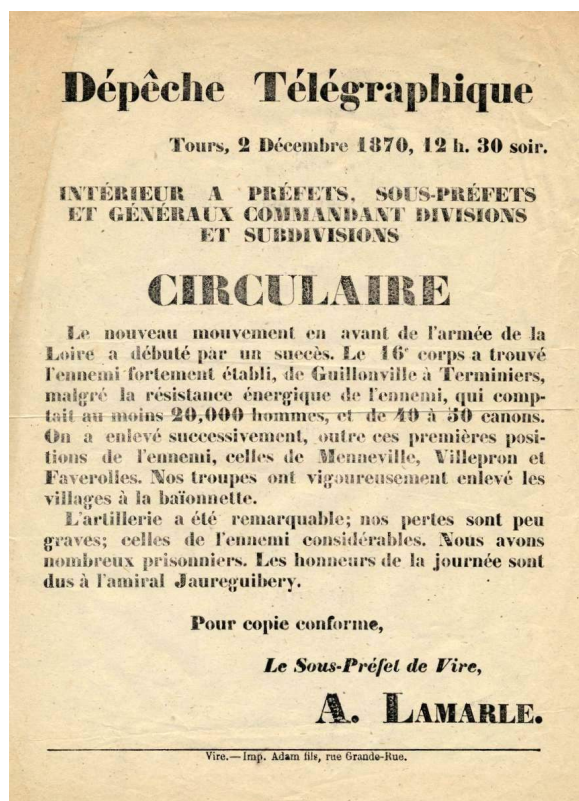 Dépêche Télégraphique
Tours, 2 Décembre 1870, 12 h. 30 soir.
INTÉRIEUR A PRÉFETS, SOUS-PRÉFETS
ET GÉNÉRAUX COMMANDANT DIVISIONS
ET SUBDIVISIONS
CIRCULAIRE
Le nouveau mouvement en avant de l'armée de la
Loire a débuté par un succès. Le 16e corps a trouvé
l'ennemi fortement établi, de Guillonville à Terminiers,
malgré la résistance énergique de l'ennemi, qui comp-
tait au moins 20,000 hommes, et de 40 à 50 canons.
On a enlevé successivement, outre ces premières posi-
tions de l'ennemi, celles de Menneville, Villepron et
Faverolles. Nos troupes ont vigoureusement enlevé les
villages à la baïonnette.
L'artillerie a été remarquable; nos pertes sont peu
graves; celles de l'ennemi considérables. Nous avons
nombreux prisonniers. Les honneurs de la journée sont
dus à l'amiral Jaureguibery.
Pour copie conforme,
Le Sous-Préfet de Vire,
A. LAMARLE.
Vire.—Imp. Adam fils, rue Grande-Rue.